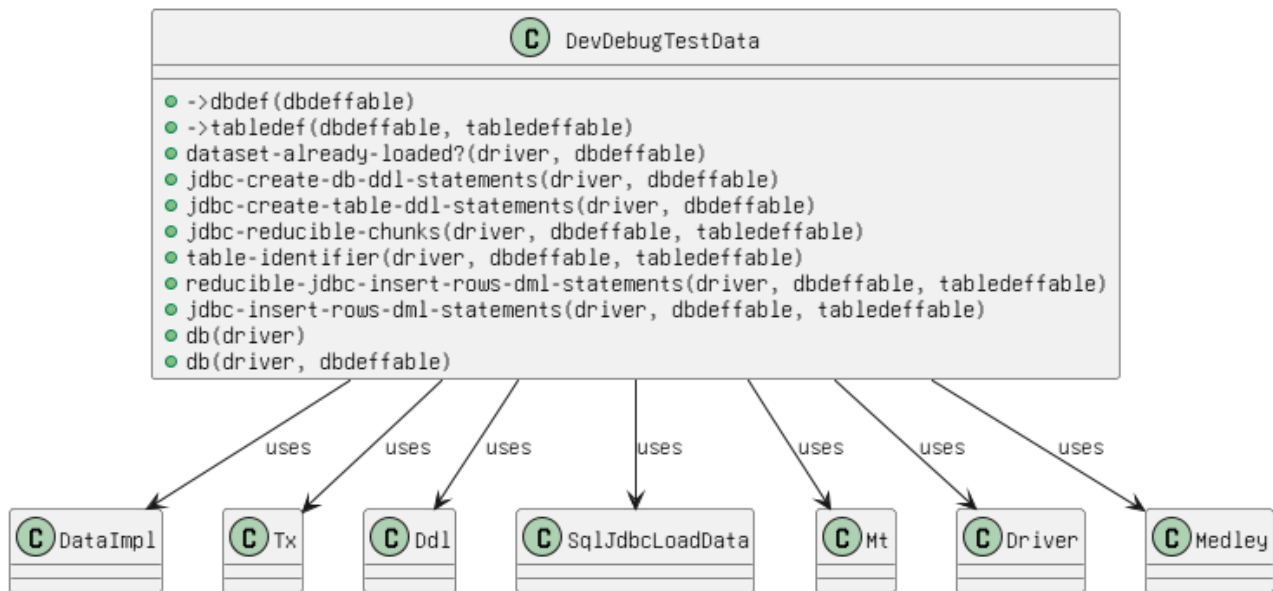 C DevDebugTestData
->dbdef(dbdeffable)
->tabledef(dbdeffable, tabledeffable)
dataset-already-loaded?(driver, dbdeffable)
jdbc-create-db-ddl-statements(driver, dbdeffable)
jdbc-create-table-ddl-statements(driver, dbdeffable)
jdbc-reducible-chunks(driver, dbdeffable, tabledeffable)
table-identifier(driver, dbdeffable, tabledeffable)
reducible-jdbc-insert-rows-dml-statements(driver, dbdeffable, tabledeffable)
jdbc-insert-rows-dml-statements(driver, dbdeffable, tabledeffable)
db(driver)
db(driver, dbdeffable)
uses uses uses uses uses uses uses
C DataImpl C Tx C Ddl C SqlJdbcLoadData C Mt C Driver C Medley